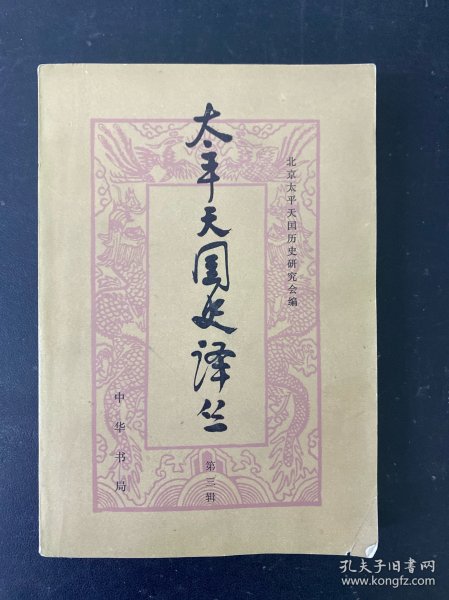 北京太平天国历史研究会编
太平天国史译丛
第三辑
中华书局
孔夫子旧书网
www.kongfz.com